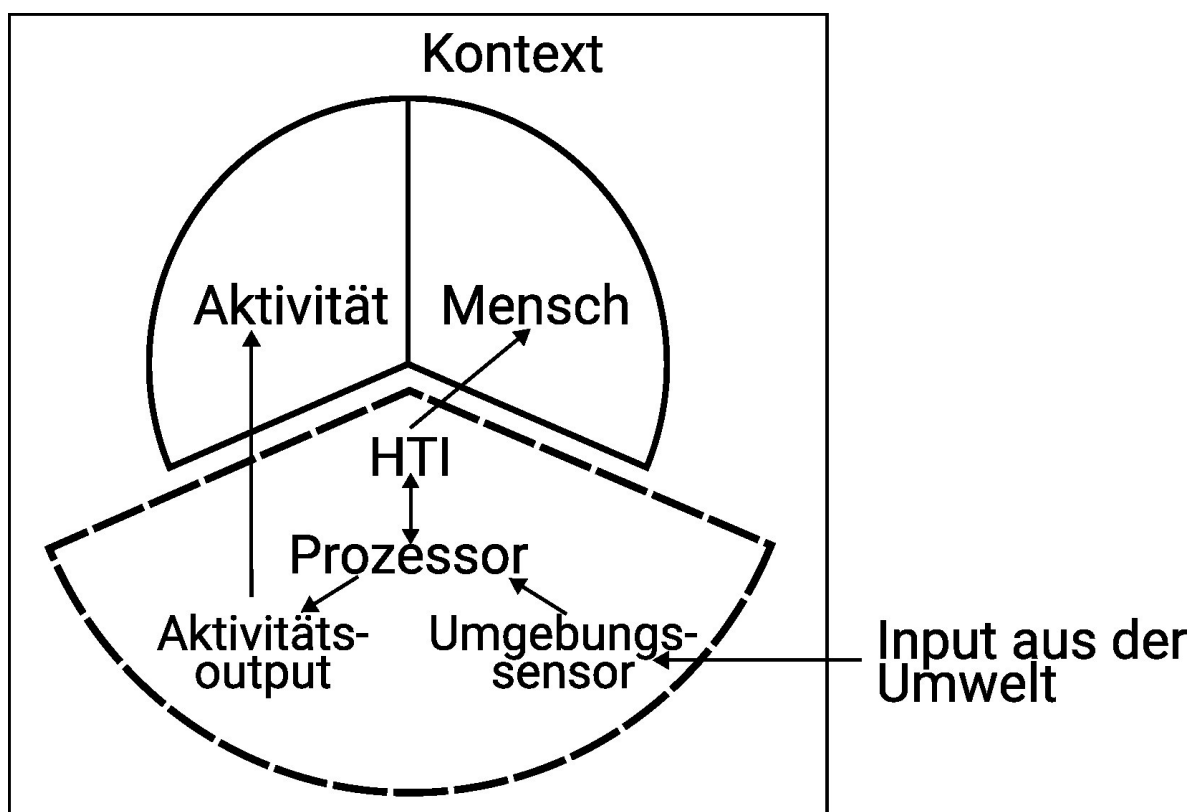 Kontext
Aktivität
Mensch
HTI
Prozessor
Aktivitäts-
output
Umgebungs-
sensor
Input aus der
Umwelt